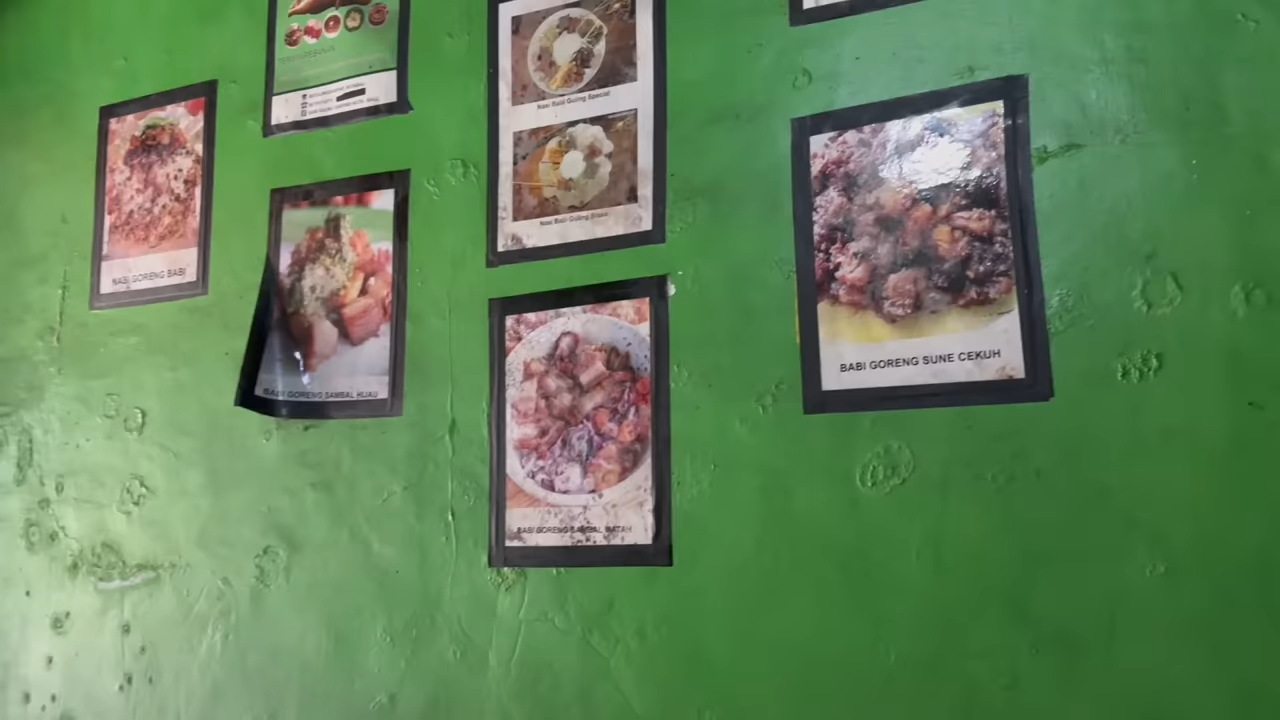 Nasi Babi Guling Special
Nasi Babi Guling Biasa
NASI GORENG BABI
BABI GORENG SAMBAL HIJAU
BABI GORENG SAMBAL MATAH
BABI GORENG SUNE CEKUH